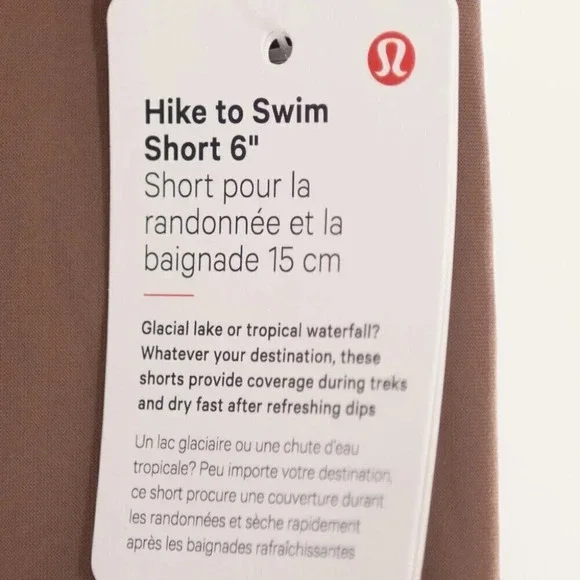 Hike to Swim
Short 6"
Short pour la
randonnée et la
baignade 15 cm
Glacial lake or tropical waterfall?
Whatever your destination, these
shorts provide coverage during treks
and dry fast after refreshing dips
Un lac glaciaire ou une chute d'eau
tropicale? Peu importe votre destination,
ce short procure une couverture durant
les randonnées et sèche rapidement
après les baignades rafraîchissantes